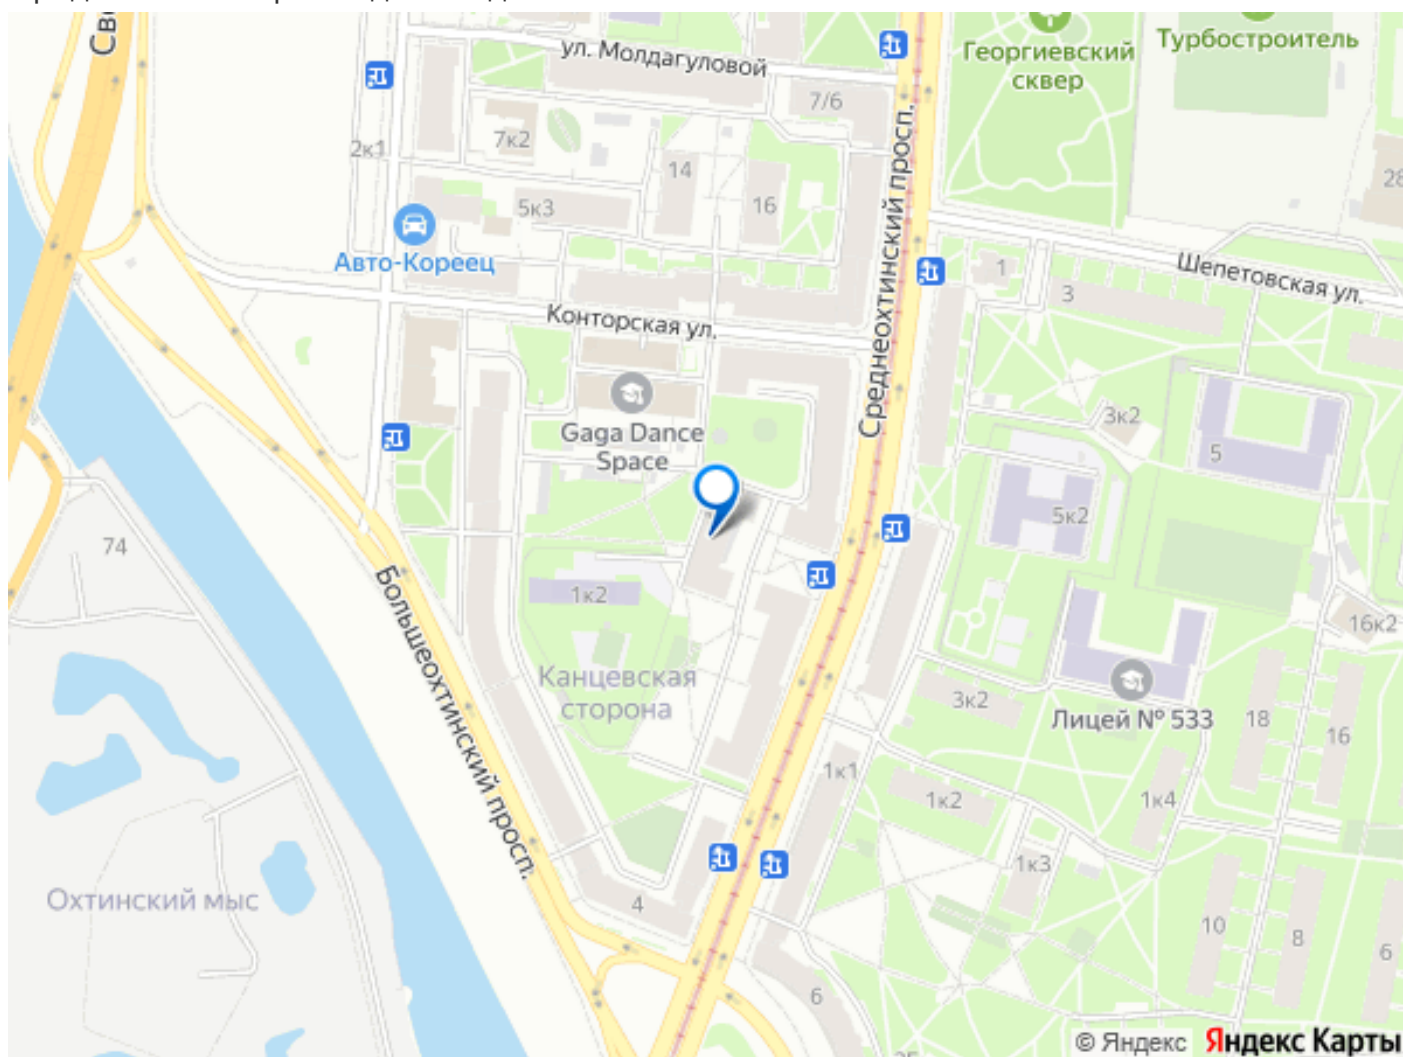 ул. Молдагуловой
Георгиевский
сквер
Турбостроитель
7/6
7к2
2к1
14
16
5к3
28
Авто-Кореец
Среднеохтинский просп.
1
3
Шепетовская ул.
Конторская ул.
Gaga Dance
Space
3к2
5
5к2
74
1к2
16к2
Большеохтинский просп.
Канцевская
сторона
3к2
Лицей № 533
18
16
1к1
1к2
1к4
1к3
Охтинский мыс
4
10
8
6
6
© Яндекс Яндекс Карты